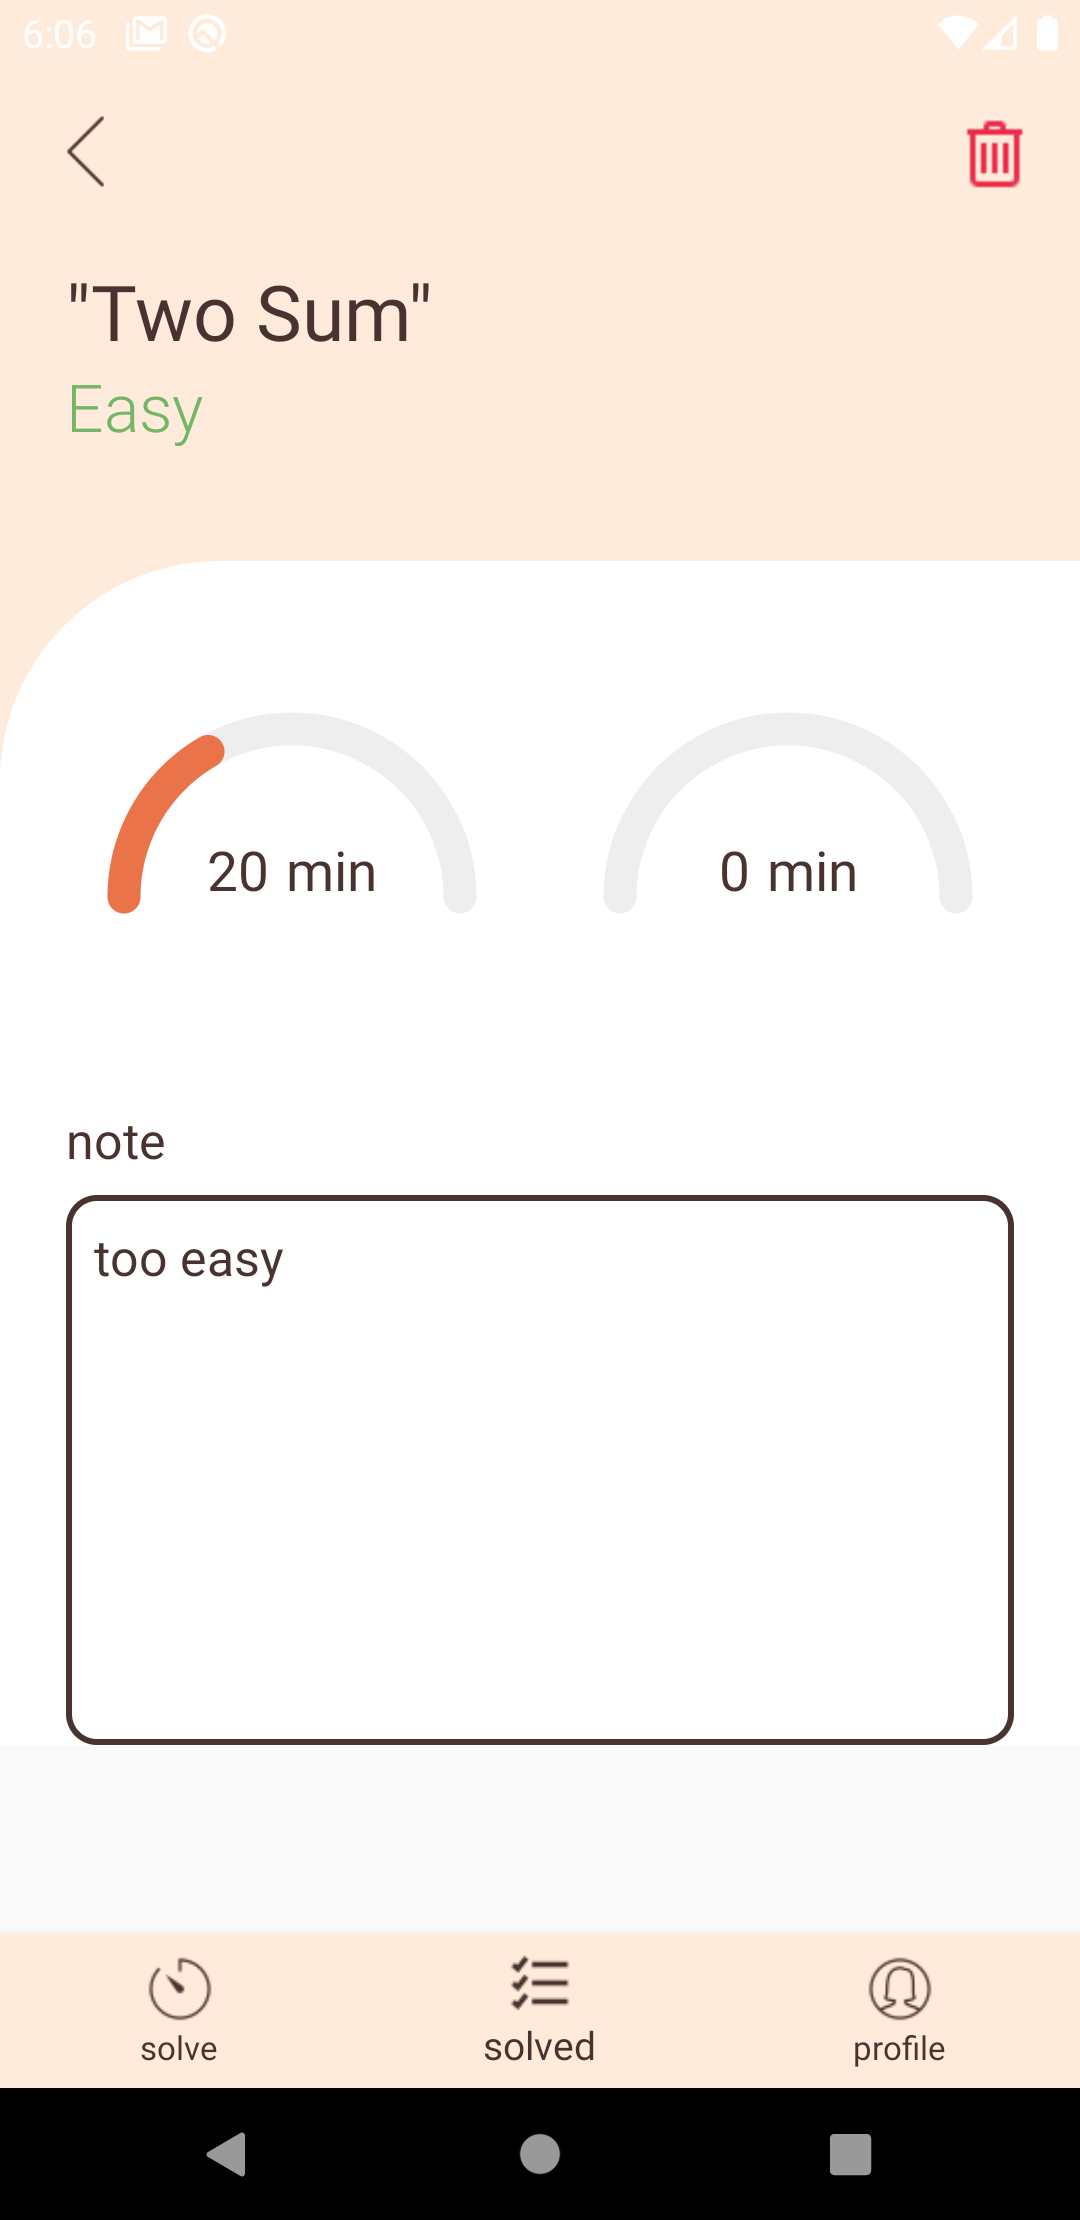 6:06
"Two Sum"
Easy
20 min
0 min
note
too easy
solve
solved
profile